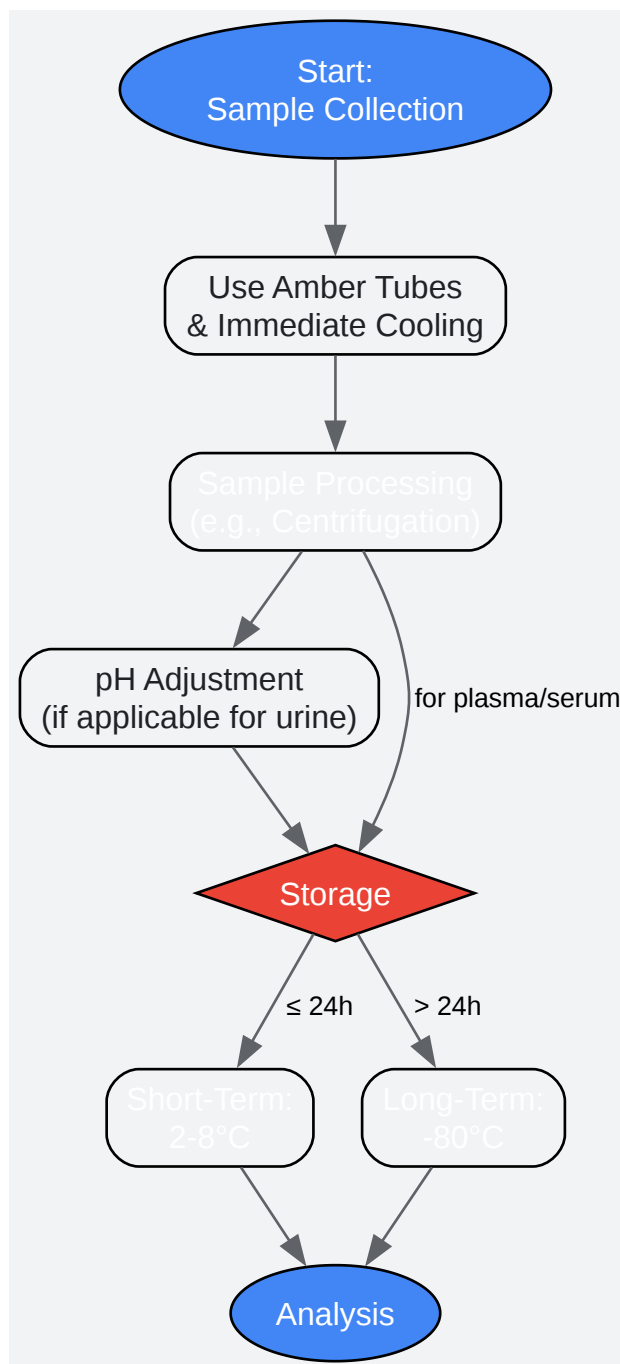 Start:
Sample Collection
Use Amber Tubes
& Immediate Cooling
Sample Processing
(e.g., Centrifugation)
pH Adjustment
(if applicable for urine)
for plasma/serum
Storage
≤ 24h
> 24h
Short-Term:
2-8°C
Long-Term:
-80°C
Analysis